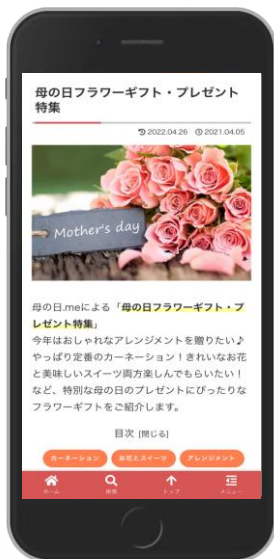 母の日フラワーギフト・プレゼント
特集
2022.04.26 2021.04.05
Mother's day
母の日.meによる「母の日フラワーギフト・プ
レゼント特集」
今年はおしゃれなアレンジメントを贈りたい♪
やっぱり定番のカーネーション！きれいなお花
と美味しいスイーツ両方楽しんでもらいたい！
など、特別な母の日のプレゼントにぴったりな
フラワーギフトをご紹介します。
目次 [閉じる]
カーネーション お花とスイーツ アレンジメント
ホーム 検索 トップ メニュー